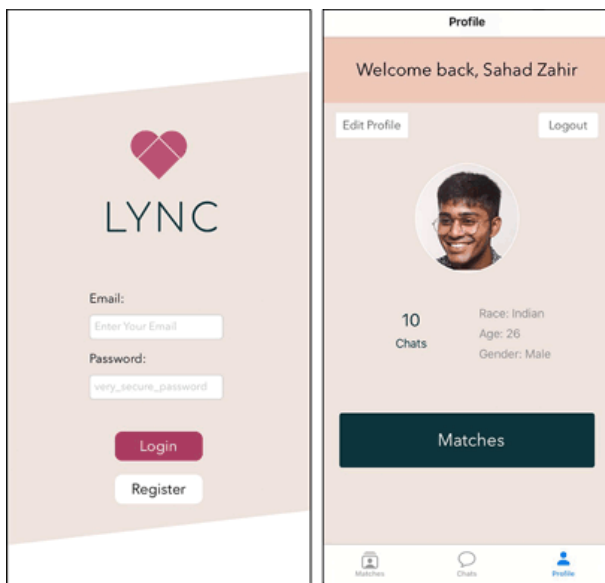 LYNC
Email:
Enter Your Email
Password:
very_secure_password
Login
Register
Profile
Welcome back, Sahad Zahir
Edit Profile
Logout
10
Chats
Race: Indian
Age: 26
Gender: Male
Matches
Matches
Chats
Profile